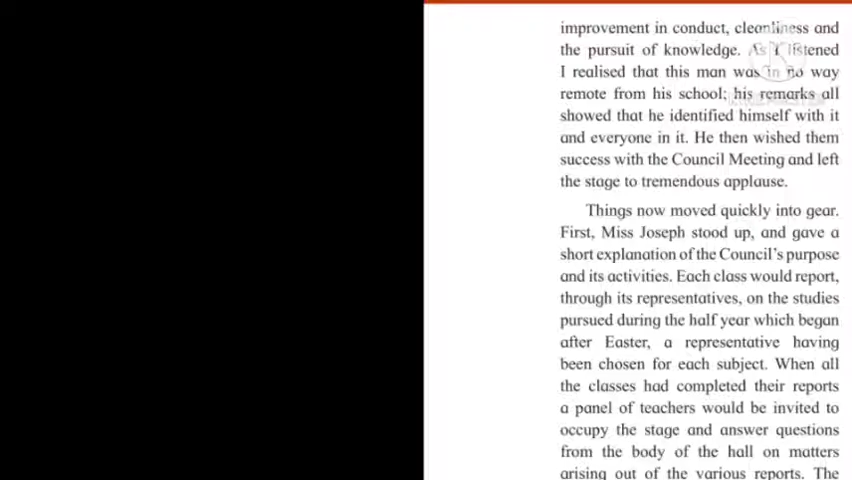 improvement in conduct, cleanliness and
the pursuit of knowledge. As I listened
I realised that this man was in no way
remote from his school; his remarks all
showed that he identified himself with it
and everyone in it. He then wished them
success with the Council Meeting and left
the stage to tremendous applause.
Things now moved quickly into gear.
First, Miss Joseph stood up, and gave a
short explanation of the Council's purpose
and its activities. Each class would report,
through its representatives, on the studies
pursued during the half year which began
after Easter, a representative having
been chosen for each subject. When all
the classes had completed their reports
a panel of teachers would be invited to
occupy the stage and answer questions
from the body of the hall on matters
arising out of the various reports. The